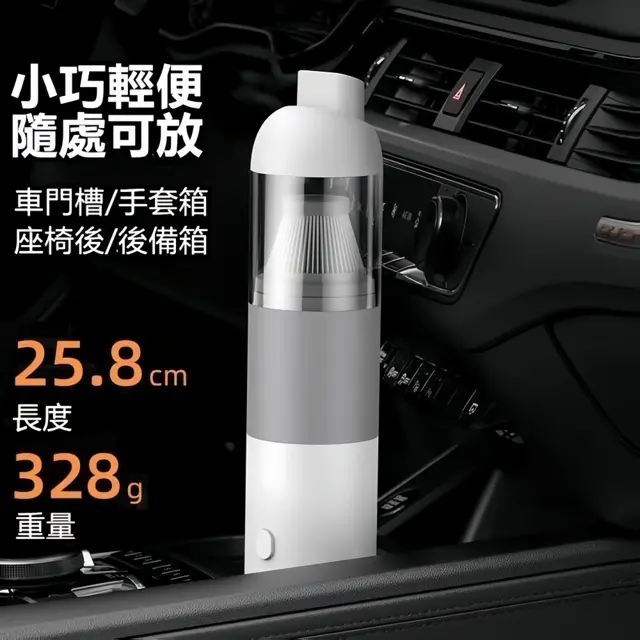 小巧輕便
隨處可放
車門槽/手套箱
座椅後/後備箱
25.8cm
長度
328g
重量